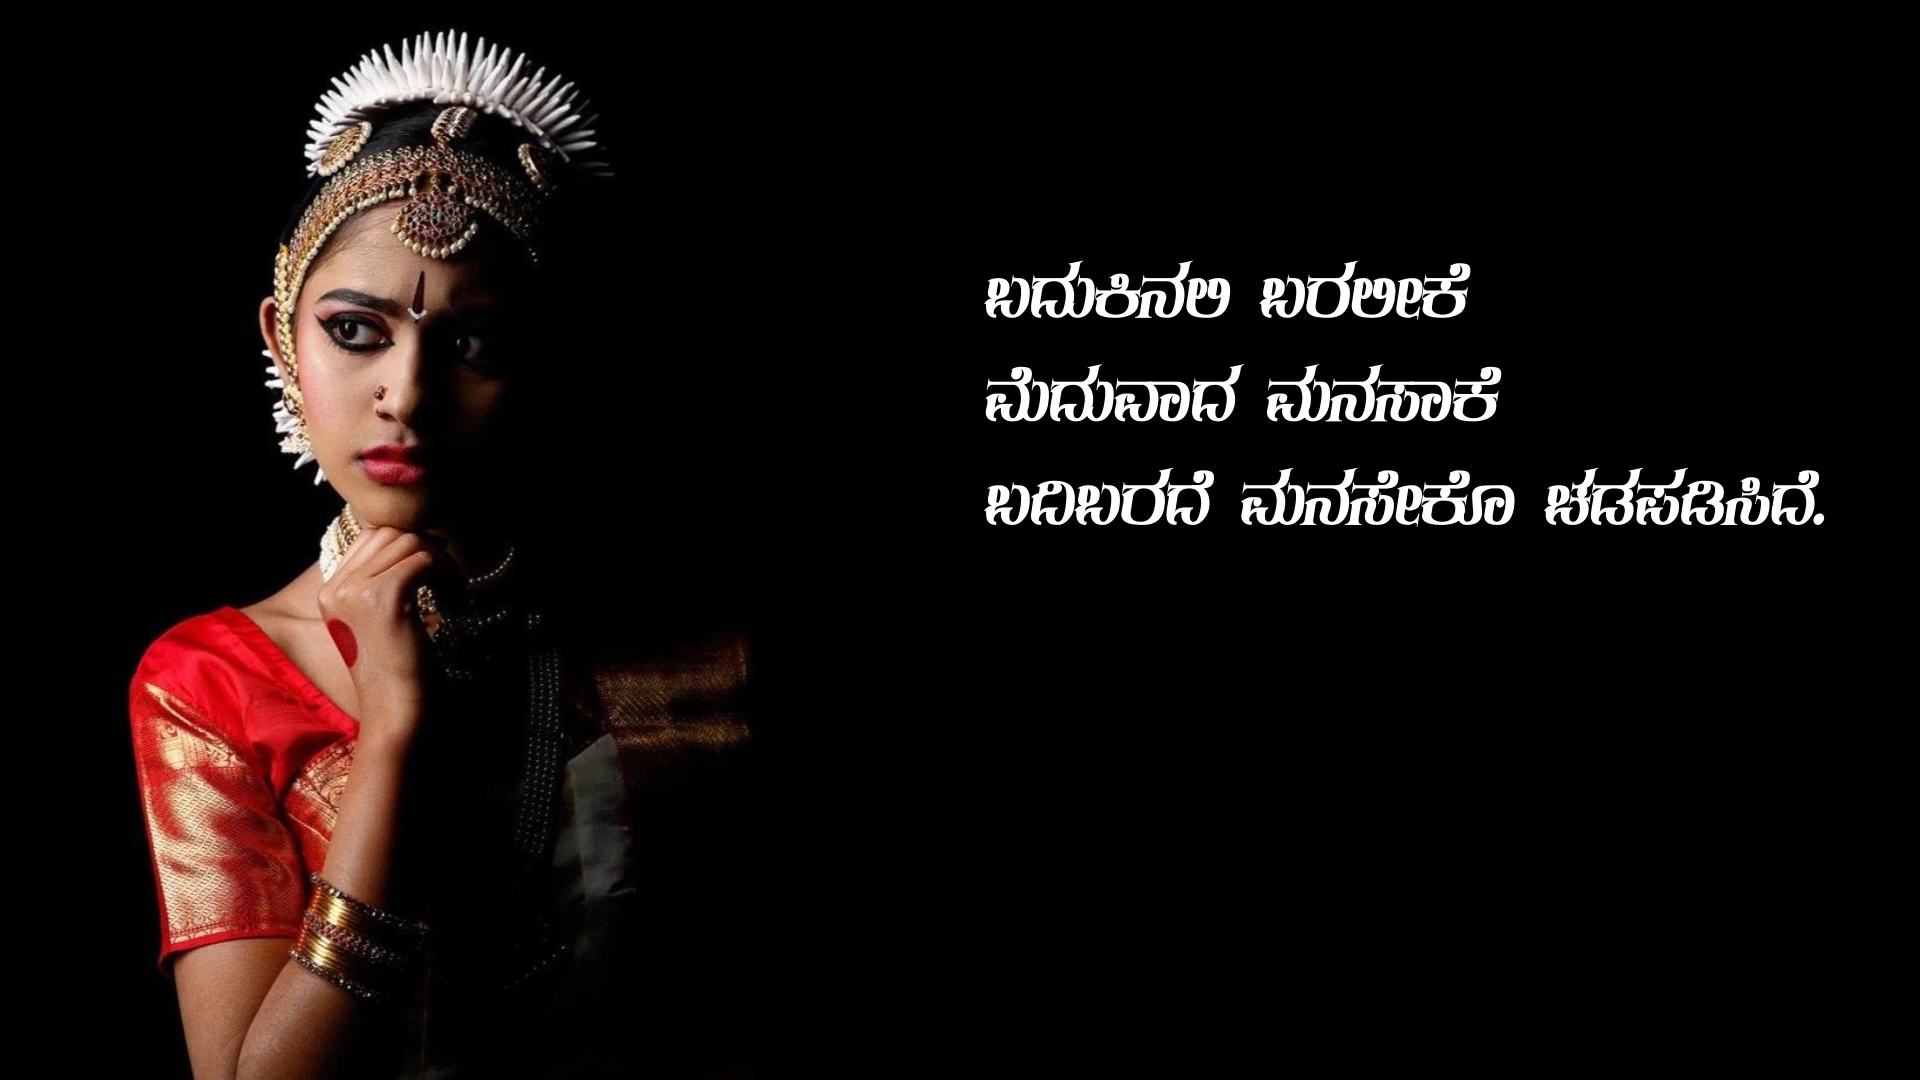 ಬದುಕಿನಲಿ ಬರಲೀಕೆ
ಮೆದುವಾದ ಮನಸಾಕೆ
ಬದಿಬರದೆ ಮನಸೇಕೊ ಚಡಪಡಿಸಿದೆ.